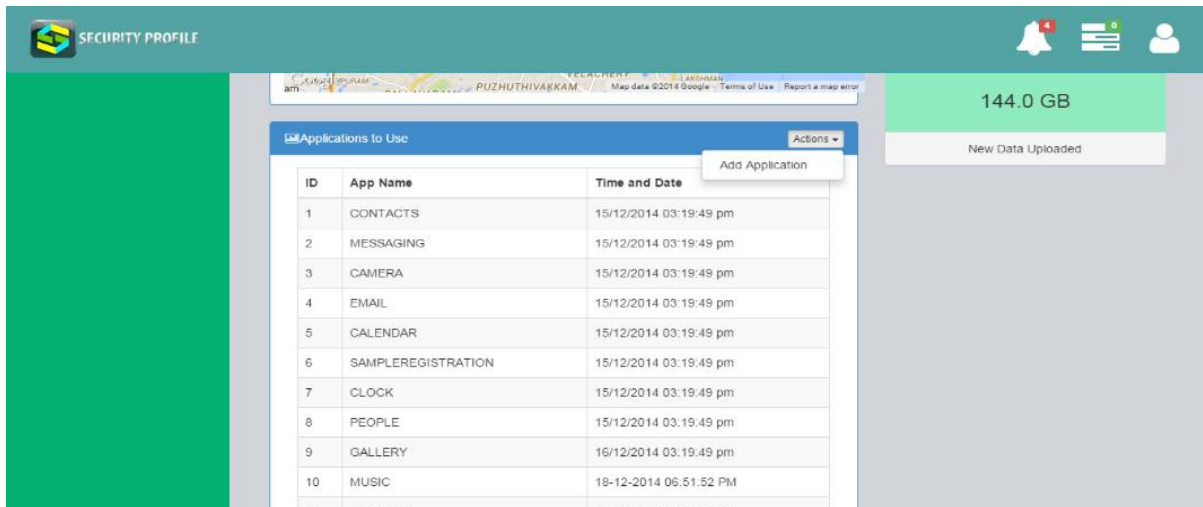 SECURITY PROFILE
4
0
am
PUZHUTHIVAKKAM
Map data ©2014 Google
Terms of Use
Report a map error
144.0 GB
New Data Uploaded
Applications to Use
Actions
Add Application
ID App Name Time and Date
1 CONTACTS 15/12/2014 03:19:49 pm
2 MESSAGING 15/12/2014 03:19:49 pm
3 CAMERA 15/12/2014 03:19:49 pm
4 EMAIL 15/12/2014 03:19:49 pm
5 CALENDAR 15/12/2014 03:19:49 pm
6 SAMPLEREGISTRATION 15/12/2014 03:19:49 pm
7 CLOCK 15/12/2014 03:19:49 pm
8 PEOPLE 15/12/2014 03:19:49 pm
9 GALLERY 16/12/2014 03:19:49 pm
10 MUSIC 18-12-2014 06:51:52 PM